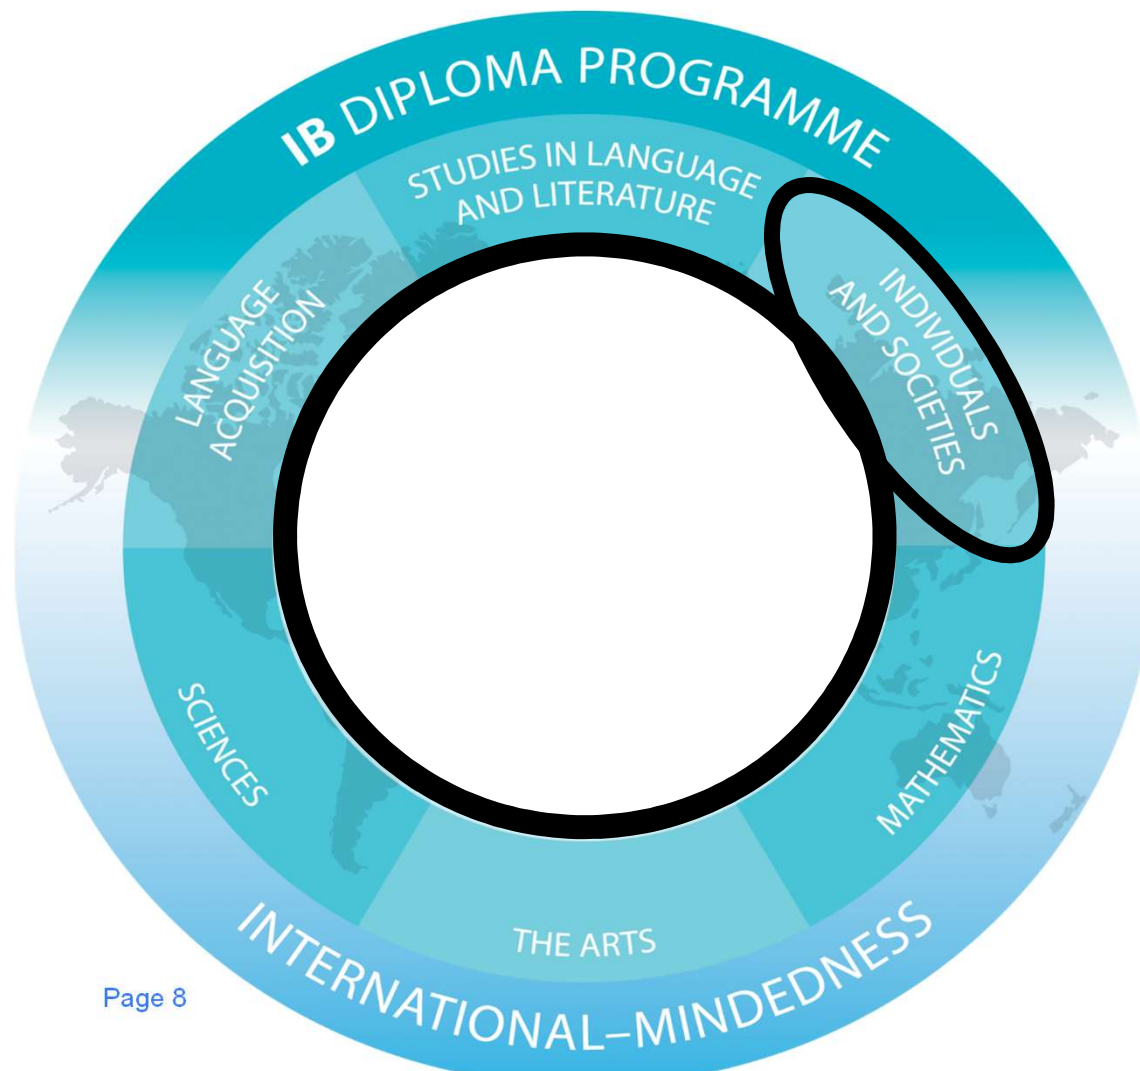 IB DIPLOMA PROGRAMME
STUDIES IN LANGUAGE
AND LITERATURE
LANGUAGE
ACQUISITION
INDIVIDUALS
AND SOCIETIES
SCIENCES
MATHEMATICS
THE ARTS
INTERNATIONAL–MINDEDNESS
Page 8